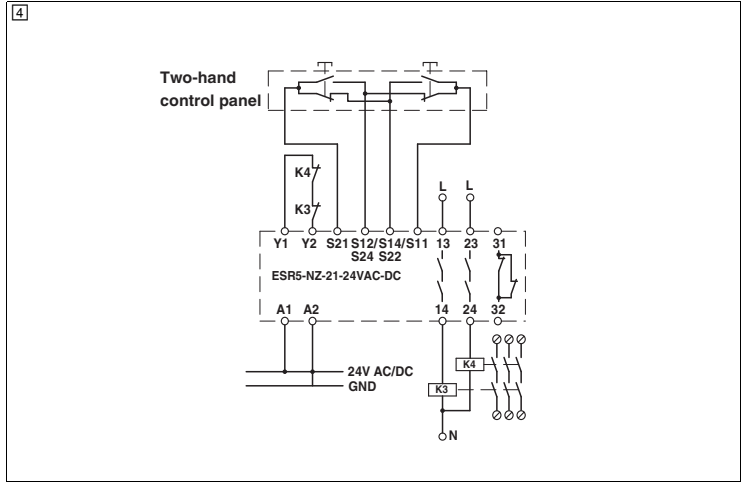 4
Two-hand
control panel
K4
K3
L L
Y1 Y2 S21 S12/ S14/ S11 13 23 31
S24 S22
ESR5-NZ-21-24VAC-DC
A1 A2 14 24 32
K4
24V AC/DC
GND
K3
N